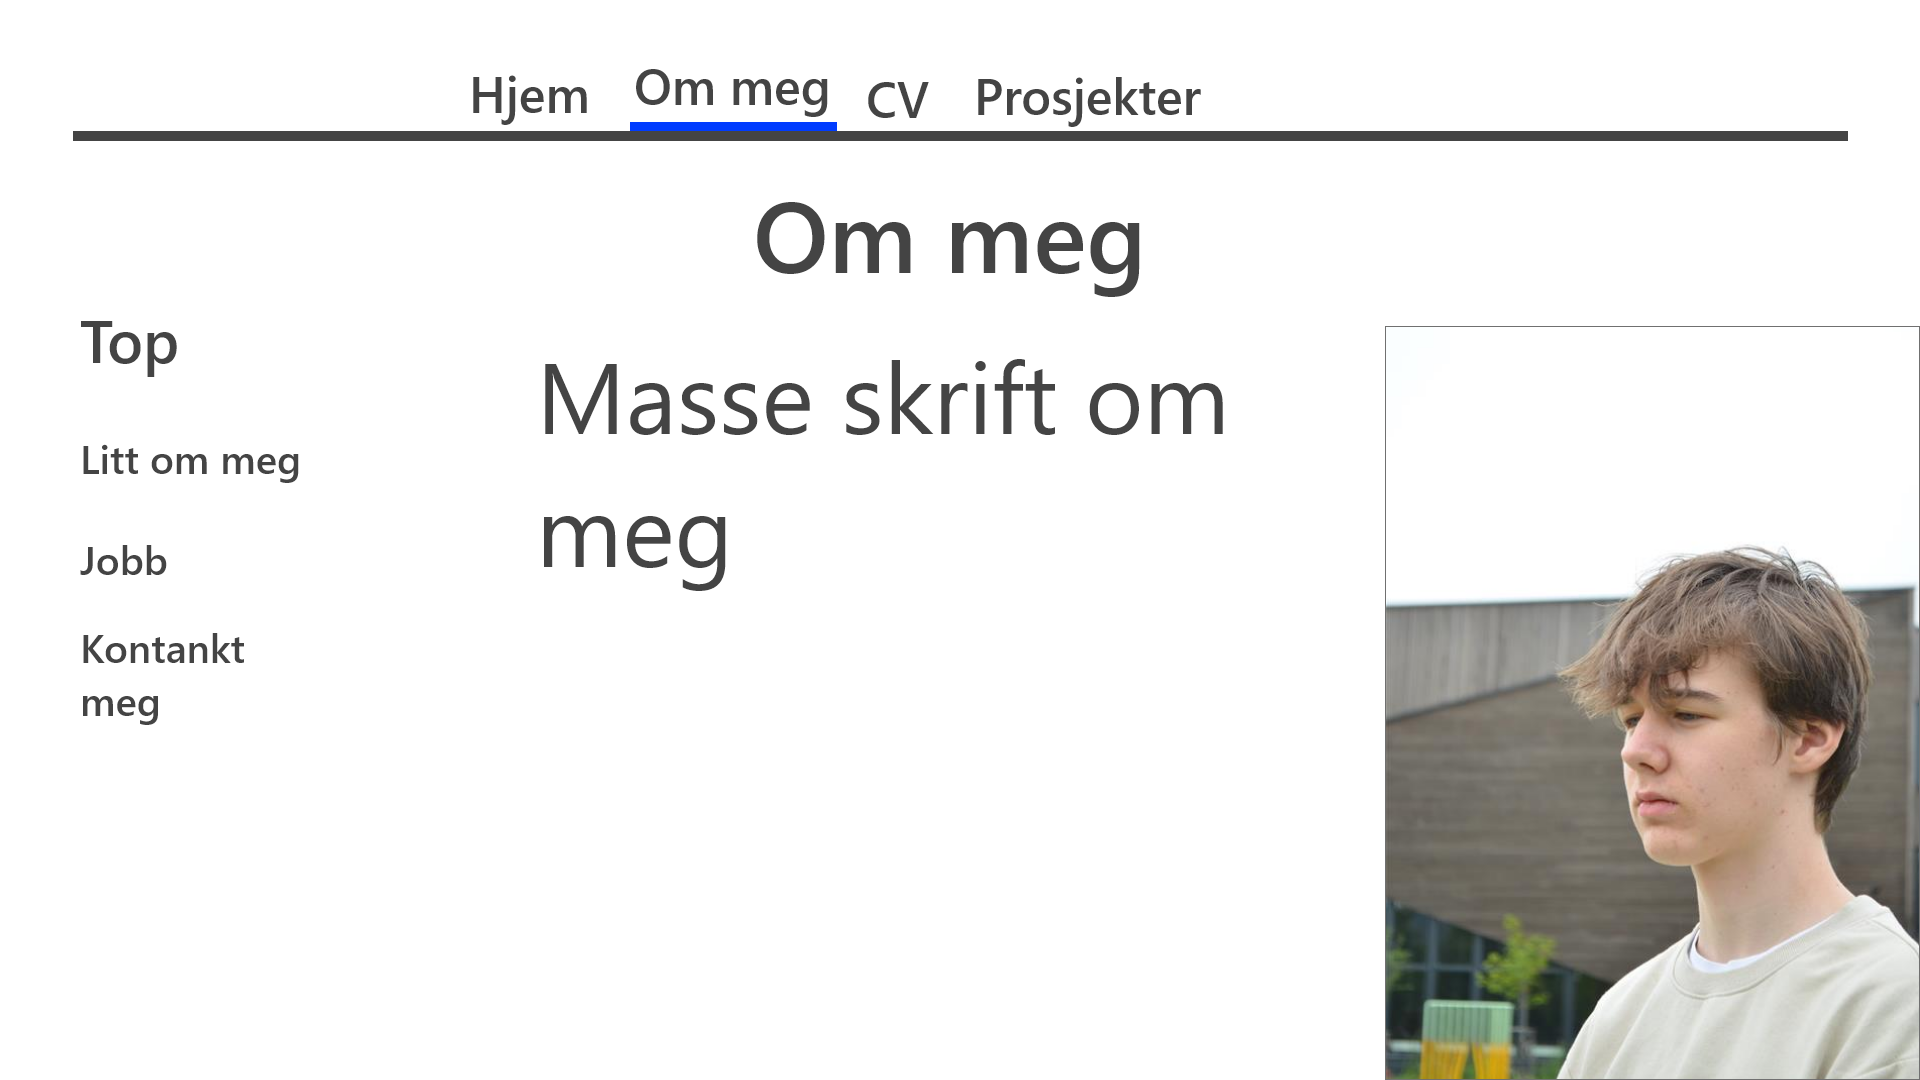 Hjem Om meg CV Prosjekter
Om meg
Top
Litt om meg
Jobb
Kontankt
meg
Masse skrift om
meg